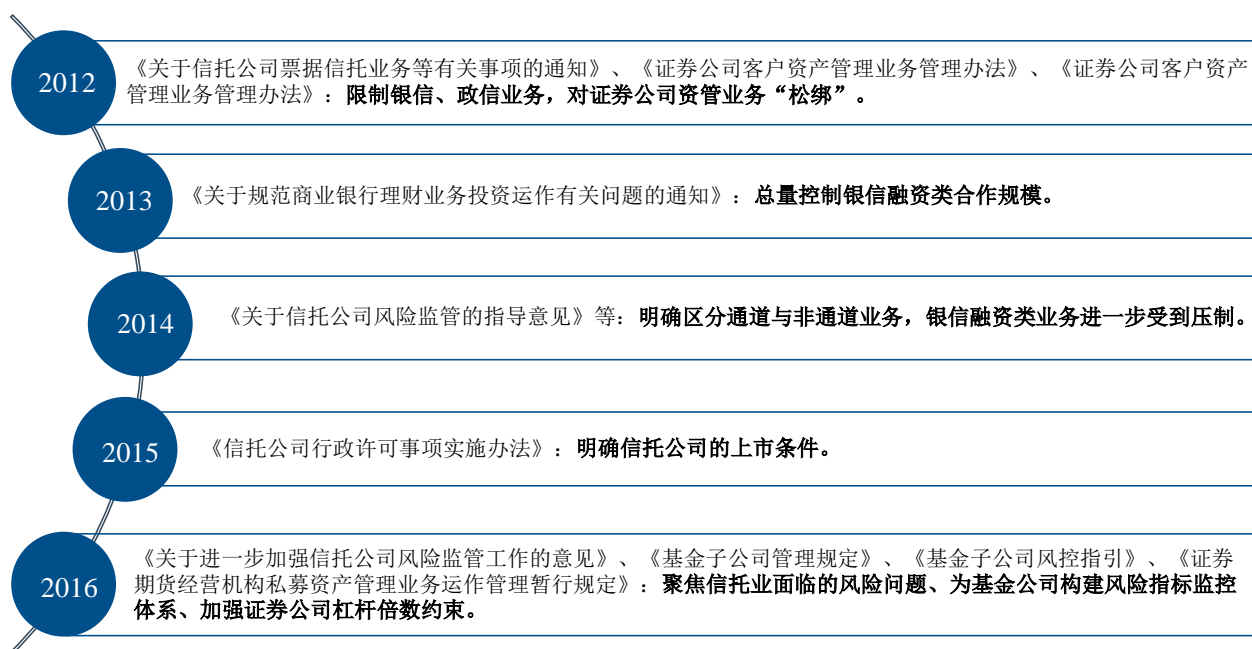 2012
《关于信托公司票据信托业务等有关事项的通知》、《证券公司客户资产管理业务管理办法》、《证券公司客户资产
管理业务管理办法》：限制银信、政信业务，对证券公司资管业务“松绑”。
2013
《关于规范商业银行理财业务投资运作有关问题的通知》：总量控制银信融资类合作规模。
2014
《关于信托公司风险监管的指导意见》等：明确区分通道与非通道业务，银信融资类业务进一步受到压制。
2015
《信托公司行政许可事项实施办法》：明确信托公司的上市条件。
2016
《关于进一步加强信托公司风险监管工作的意见》、《基金子公司管理规定》、《基金子公司风控指引》、《证券
期货经营机构私募资产管理业务运作管理暂行规定》：聚焦信托业面临的风险问题、为基金公司构建风险指标监控
体系、加强证券公司杠杆倍数约束。